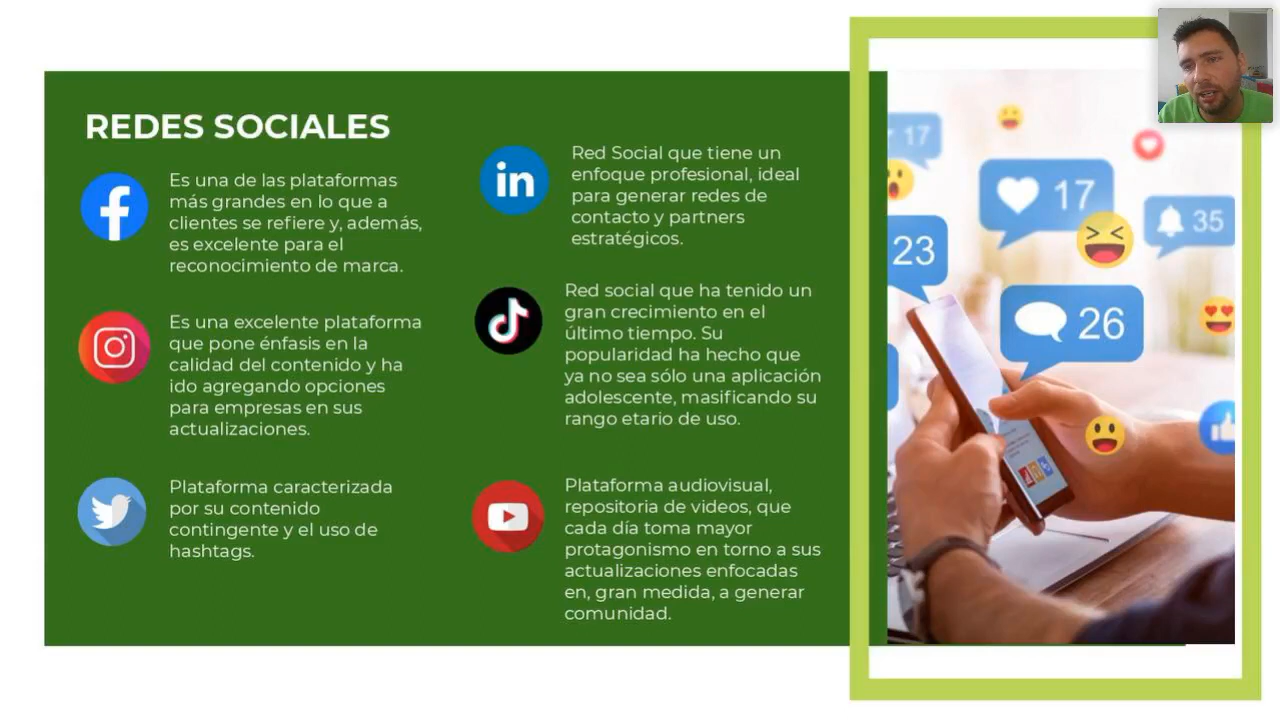 REDES SOCIALES
Es una de las plataformas
más grandes en lo que a
clientes se refiere y, además,
es excelente para el
reconocimiento de marca.
Es una excelente plataforma
que pone énfasis en la
calidad del contenido y ha
ido agregando opciones
para empresas en sus
actualizaciones.
Plataforma caracterizada
por su contenido
contingente y el uso de
hashtags.
in
Red Social que tiene un
enfoque profesional, ideal
para generar redes de
contacto y partners
estratégicos.
Red social que ha tenido un
gran crecimiento en el
último tiempo. Su
popularidad ha hecho que
ya no sea sólo una aplicación
adolescente, masificando su
rango etario de uso.
Plataforma audiovisual,
repositoria de videos, que
cada día toma mayor
protagonismo en torno a sus
actualizaciones enfocadas
en, gran medida, a generar
comunidad.
17
17
35
23
26